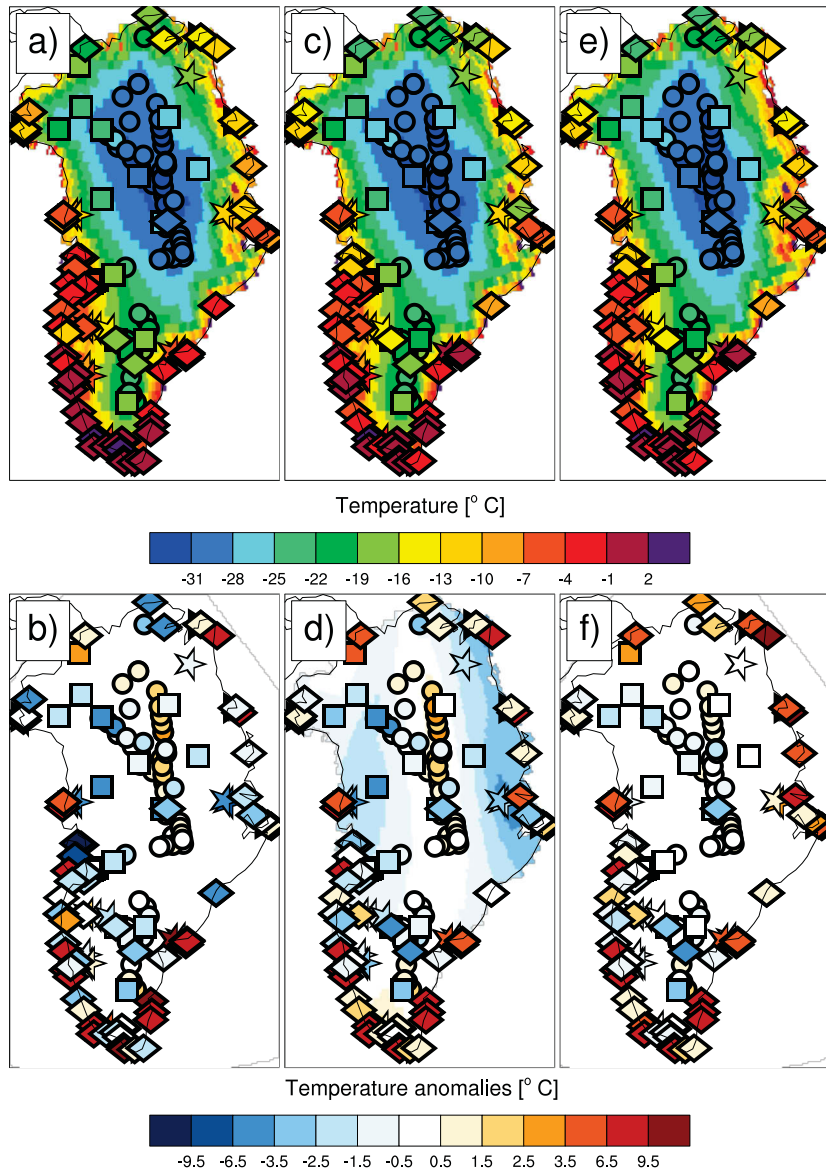 a)
c)
e)
Temperature [° C]
-31 -28 -25 -22 -19 -16 -13 -10 -7 -4 -1 2
b)
d)
f)
Temperature anomalies [° C]
-9.5 -6.5 -3.5 -2.5 -1.5 -0.5 0.5 1.5 2.5 3.5 6.5 9.5